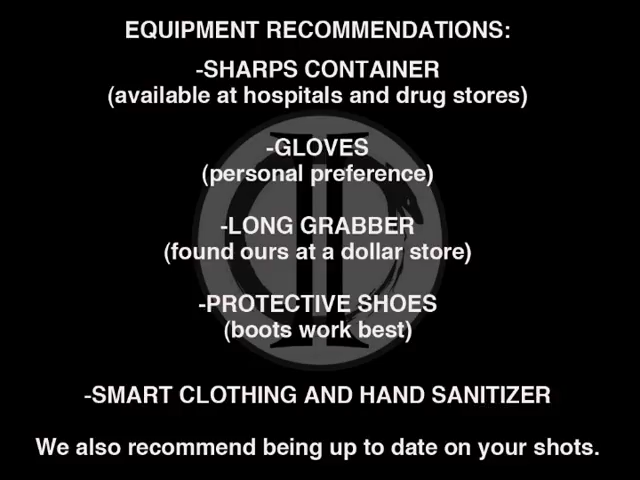 EQUIPMENT RECOMMENDATIONS:
-SHARPS CONTAINER
(available at hospitals and drug stores)
-GLOVES
(personal preference)
-LONG GRABBER
(found ours at a dollar store)
-PROTECTIVE SHOES
(boots work best)
-SMART CLOTHING AND HAND SANITIZER
We also recommend being up to date on your shots.